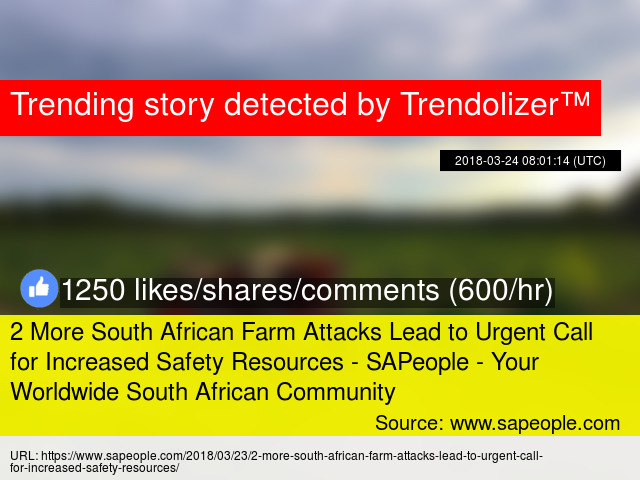 Trending story detected by Trendolizer™
2018-03-24 08:01:14 (UTC)
1250 likes/shares/comments (600/hr)
2 More South African Farm Attacks Lead to Urgent Call
for Increased Safety Resources - SAPeople - Your
Worldwide South African Community
Source: www.sapeople.com
URL: https://www.sapeople.com/2018/03/23/2-more-south-african-farm-attacks-lead-to-urgent-call-
for-increased-safety-resources/